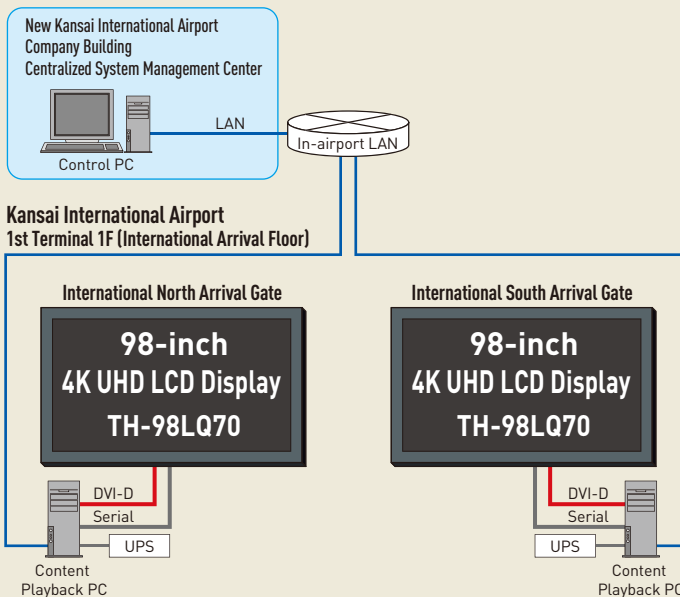 New Kansai International Airport
Company Building
Centralized System Management Center
LAN
In-airport LAN
Control PC
Kansai International Airport
1st Terminal 1F (International Arrival Floor)
International North Arrival Gate
98-inch
4K UHD LCD Display
TH-98LQ70
DVI-D
Serial
UPS
Content
Playback PC
International South Arrival Gate
98-inch
4K UHD LCD Display
TH-98LQ70
DVI-D
Serial
UPS
Content
Playback PC